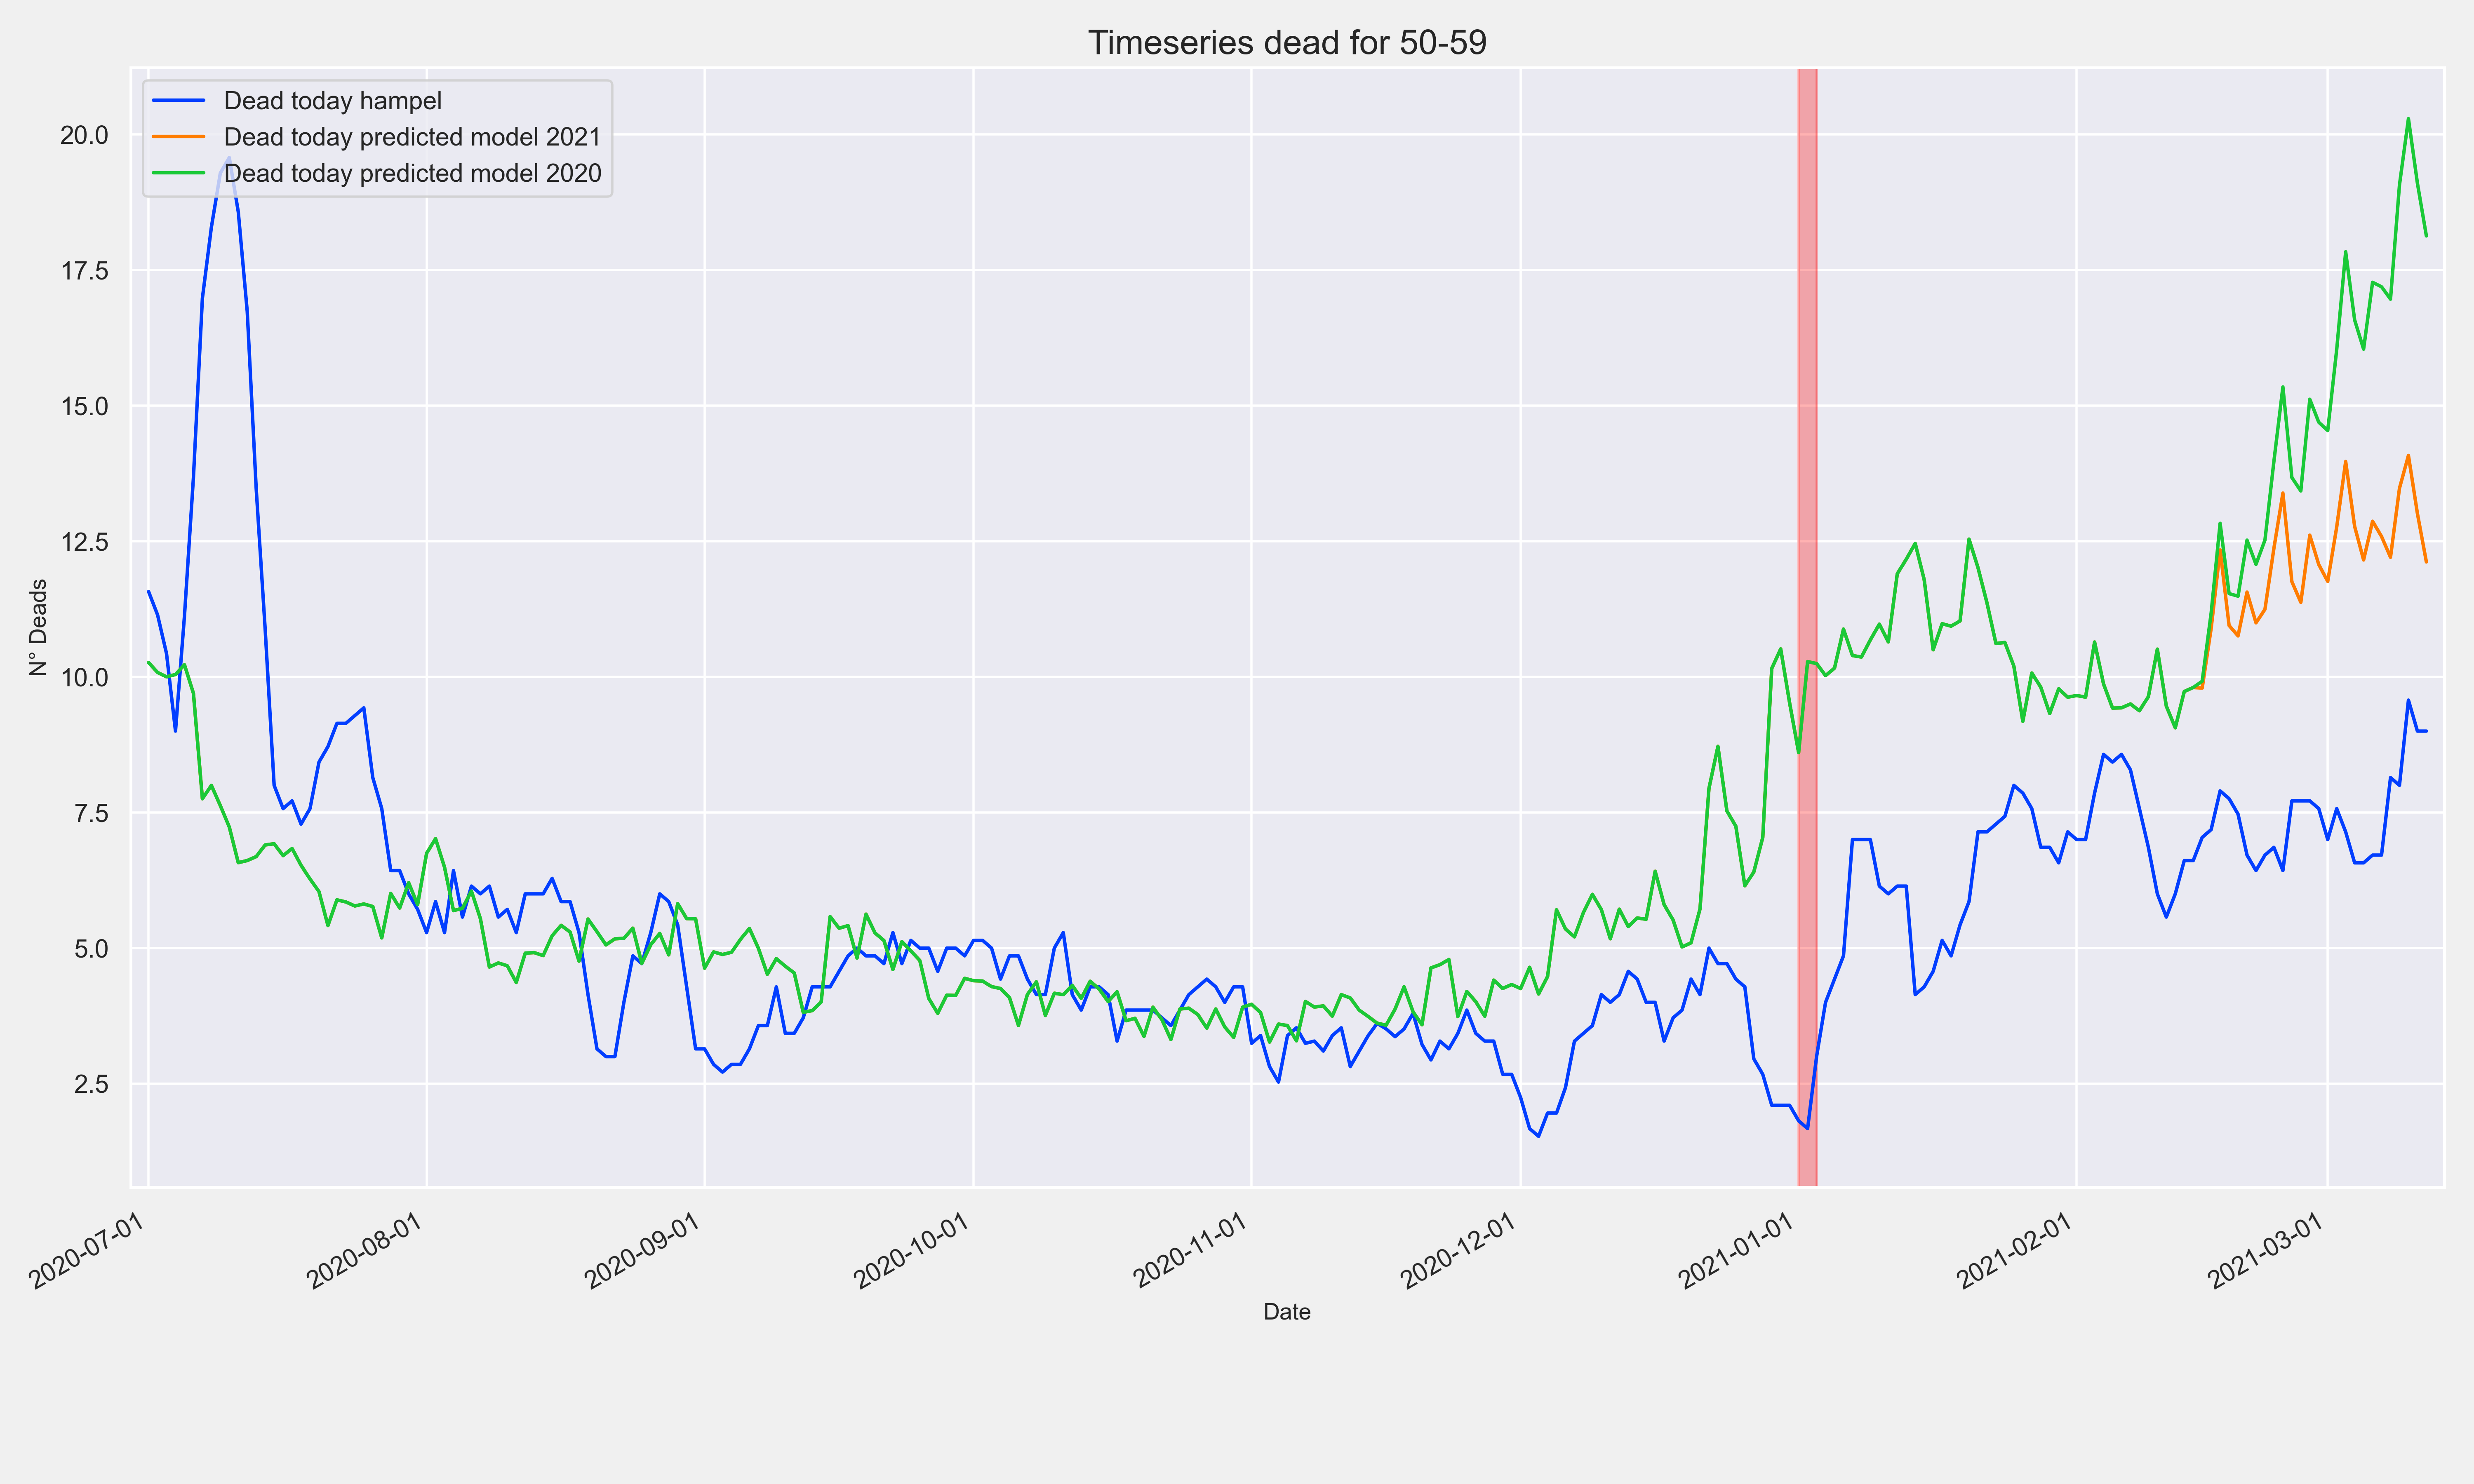 Timeseries dead for 50-59
Dead today hampel
Dead today predicted model 2021
Dead today predicted model 2020
N° Deads
20.0
17.5
15.0
12.5
10.0
7.5
5.0
2.5
2020-07-01
2020-08-01
2020-09-01
2020-10-01
2020-11-01
2020-12-01
2021-01-01
2021-02-01
2021-03-01
Date